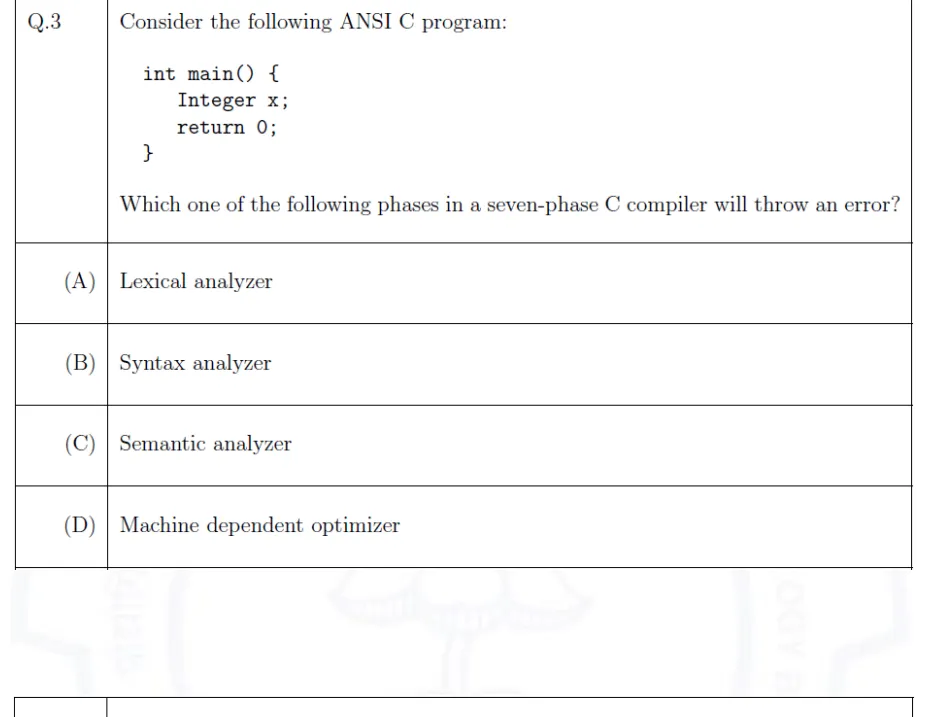 Q.3 Consider the following ANSI C program:
int main() {
Integer x;
return 0;
}
Which one of the following phases in a seven-phase C compiler will throw an error?
(A) Lexical analyzer
(B) Syntax analyzer
(C) Semantic analyzer
(D) Machine dependent optimizer